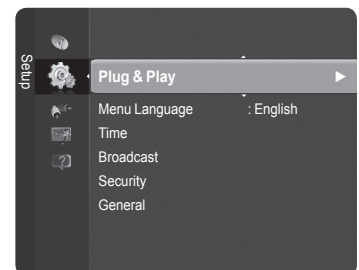 Setup
Plug & Play
Menu Language : English
Time
Broadcast
Security
General